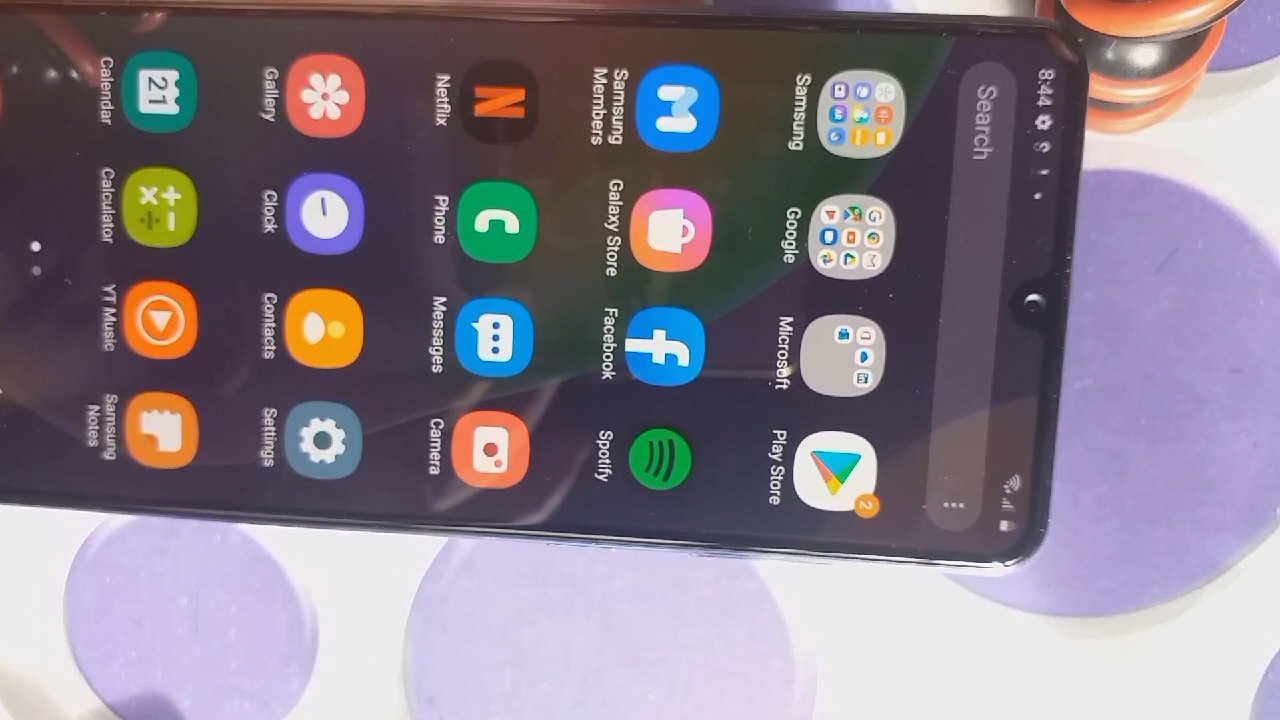 8:44
Search
Samsung
Google
Microsoft
Play Store
2
Samsung
Members
Galaxy Store
Facebook
Spotify
Netflix
Phone
Messages
Camera
Gallery
Clock
Contacts
Settings
21
Calendar
Calculator
YT Music
Samsung
Notes